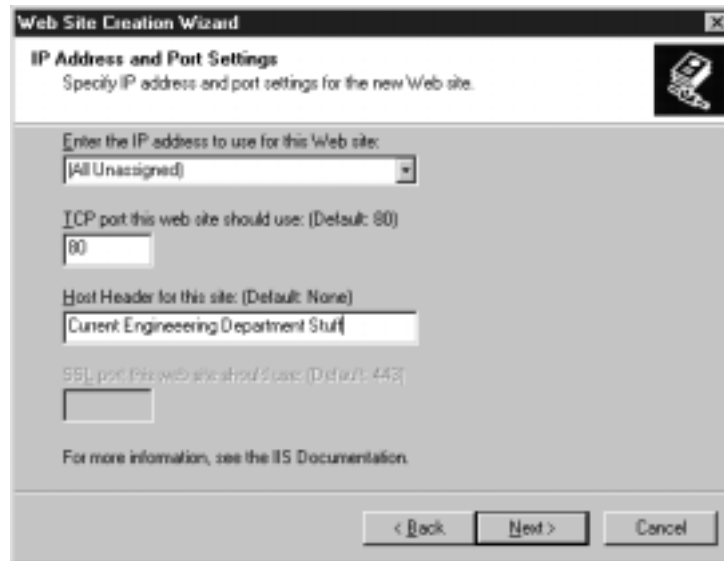 Web Site Creation Wizard
IP Address and Port Settings
Specify IP address and port settings for the new Web site.
Enter the IP address to use for this Web site:
(All Unassigned)
TCP port this web site should use: (Default: 80)
80
Host Header for this site: (Default: None)
Current Engineeering Department Stuff
SSL port this web site should use: (Default: 443)
For more information, see the IIS Documentation.
< Back
Next >
Cancel